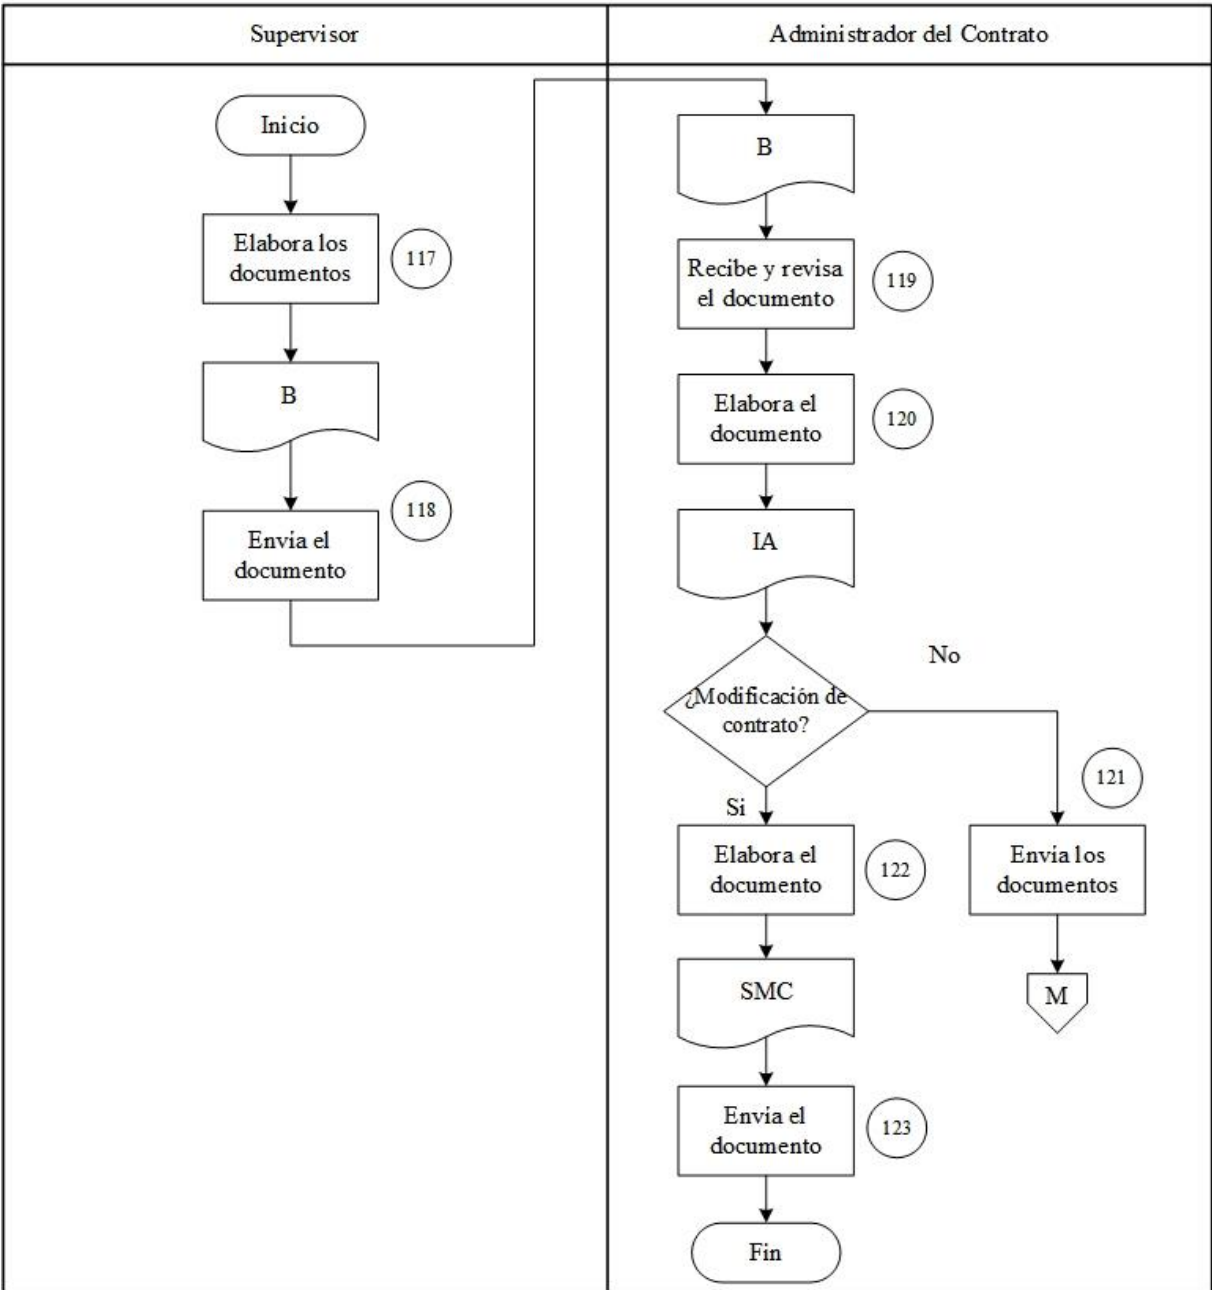 Supervisor
Administrador del Contrato
Inicio
Elabora los
documentos
117
B
118
Envia el
documento
B
Recibe y revisa
el documento
119
Elabora el
documento
120
IA
¿Modificación de
contrato?
No
Si
121
Elabora el
documento
122
Envía los
documentos
SMC
M
Envía el
documento
123
Fin